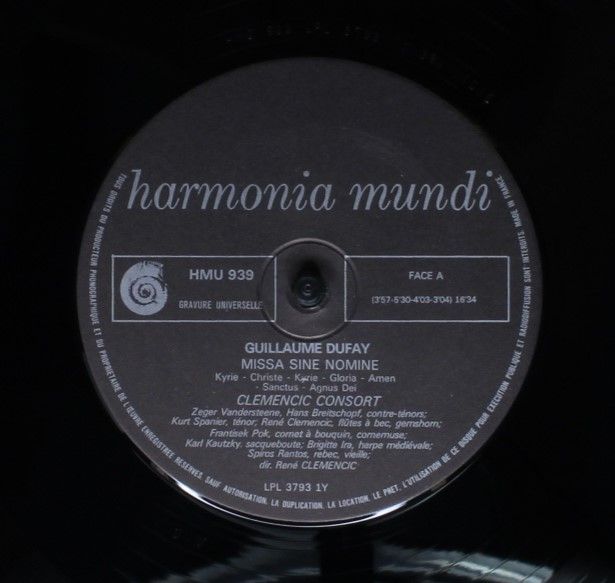 harmonia mundi
HMU 939
GRAVURE UNIVERSELLE
FACE A
(3'57-5'30-4'03-3'04) 16'34
GUILLAUME DUFAY
MISSA SINE NOMINE
Kyrie - Christe - Kyrie - Gloria - Amen
- Sanctus - Agnus Dei
CLEMENCIC CONSORT
Zeger Vandersteene, Hans Breitschopf, contre-ténors;
Kurt Spanier, ténor; René Clemencic, flûtes à bec, gemshorn;
Frantisek Pok, cornet à bouquin, cornemuse;
Karl Kautzky, sacqueboute; Brigitte Ira, harpe médiévale;
Spiros Rantos, rebec, vieille;
dir. René CLEMENCIC
LPL 3793 1Y
TOUS DROITS DU PRODUCTEUR PHONOGRAPHIQUE ET DU PROPRIETAIRE DE L'ŒUVRE ENREGISTREE RESERVES. SAUF AUTORISATION, LA DUPLICATION, LA LOCATION, LE PRET, L'UTILISATION DE CE DISQUE POUR EXECUTION PUBLIQUE ET RADIODIFFUSION SONT INTERDITS. MADE IN FRANCE